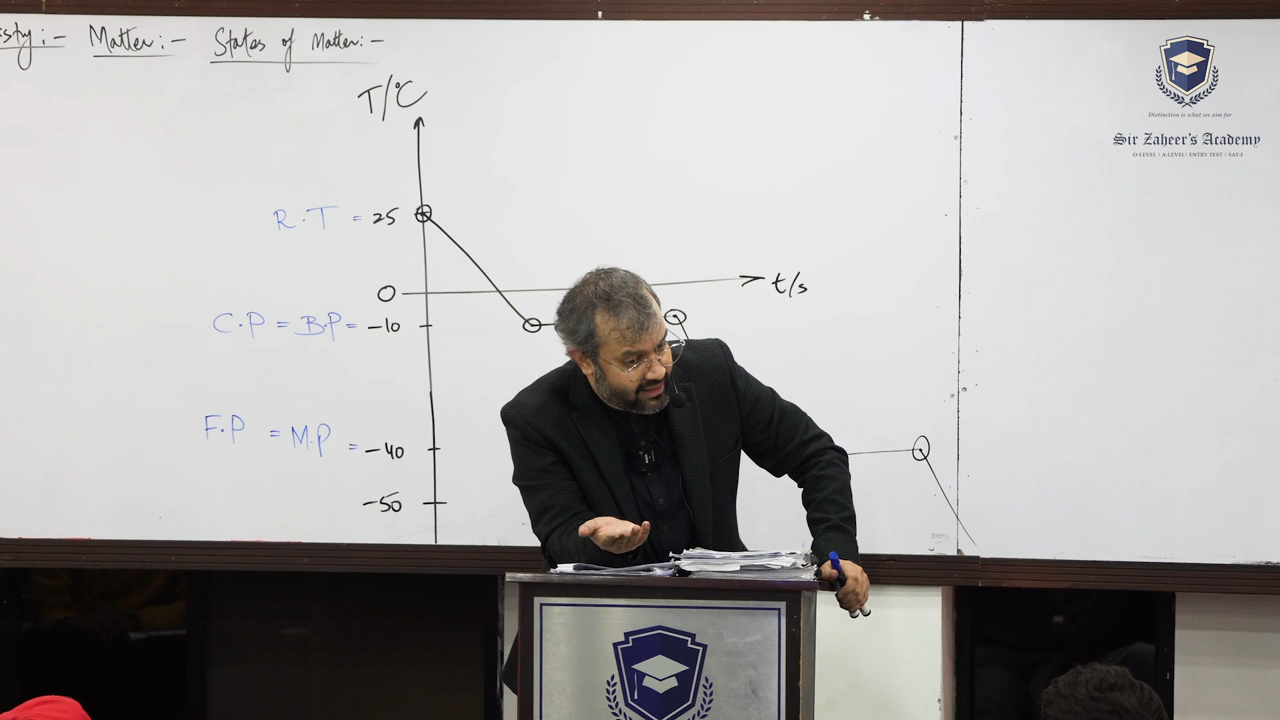 sty:- Matter:- States of Matter:-
T/°C
R.T = 25
0
t/s
C.P = B.P = -10
F.P = M.P = -40
-50
Distinction is what we aim for
Sir Zaheer's Academy
O-LEVEL | A-LEVEL | ENTRY TEST | SAT-I